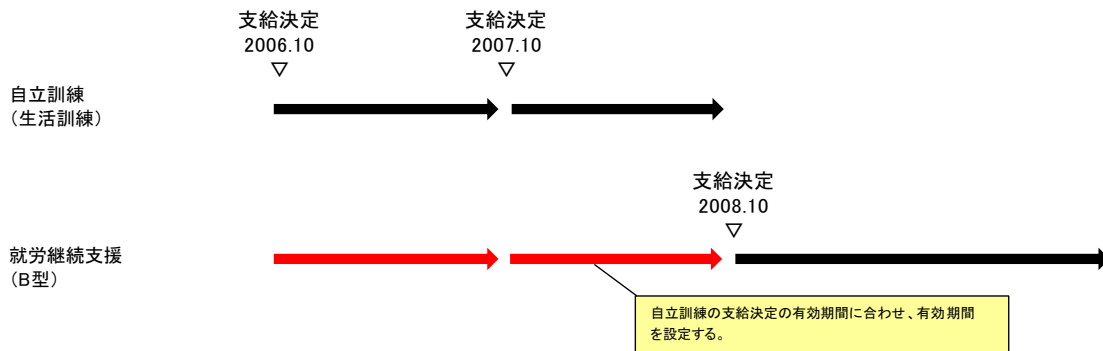 支給決定
2006.10
▽
支給決定
2007.10
▽
自立訓練
(生活訓練)
支給決定
2008.10
▽
就労継続支援
(B型)
自立訓練の支給決定の有効期間に合わせ、有効期間
を設定する。